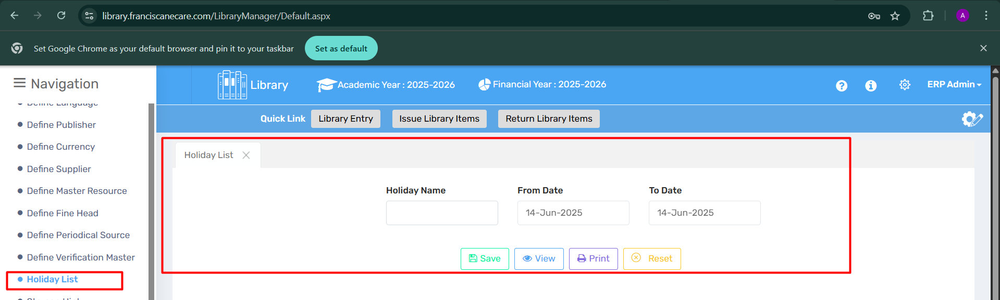 library.franciscanecare.com/LibraryManager/Default.aspx
A
Set Google Chrome as your default browser and pin it to your taskbar
Set as default
Navigation
Library
Academic Year : 2025-2026
Financial Year : 2025-2026
ERP Admin
Quick Link
Library Entry
Issue Library Items
Return Library Items
Define Language
Define Publisher
Define Currency
Define Supplier
Define Master Resource
Define Fine Head
Define Periodical Source
Define Verification Master
Holiday List
Holiday List
Holiday Name
From Date
To Date
14-Jun-2025
14-Jun-2025
Save
View
Print
Reset